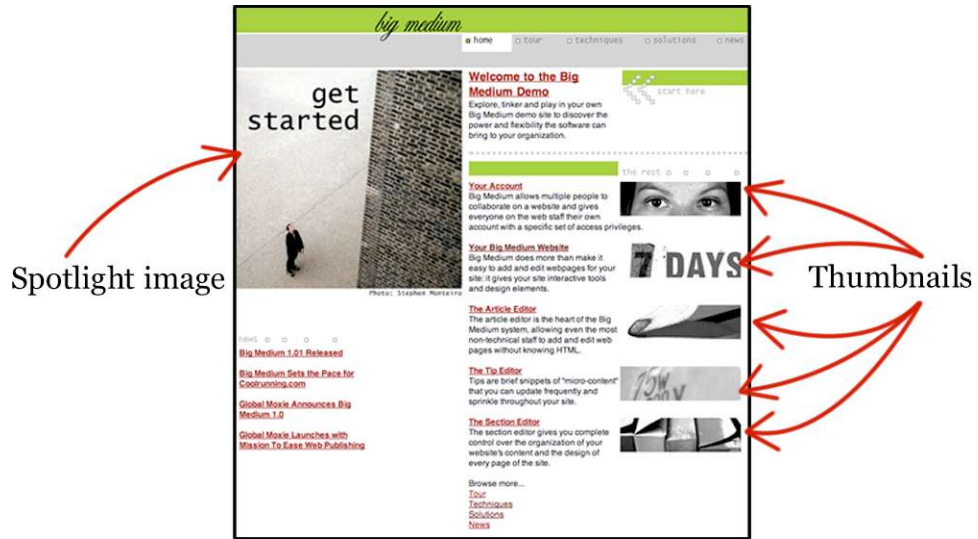 big medium
home
tour
techniques
solutions
news
get
started
Photo: Stephen Monteiro
news
Big Medium 1.01 Released
Big Medium Sets the Pace for
Coolrunning.com
Global Moxie Announces Big
Medium 1.0
Global Moxie Launches with
Mission To Ease Web Publishing
Welcome to the Big
Medium Demo
Explore, tinker and play in your own
Big Medium demo site to discover the
power and flexibility the software can
bring to your organization.
start here
the rest
Your Account
Big Medium allows multiple people to
collaborate on a website and gives
everyone on the web staff their own
account with a specific set of access privileges.
Your Big Medium Website
Big Medium does more than make it
easy to add and edit webpages for your
site: it gives your site interactive tools
and design elements.
7 DAYS
The Article Editor
The article editor is the heart of the Big
Medium system, allowing even the most
non-technical staff to add and edit web
pages without knowing HTML.
The Tip Editor
Tips are brief snippets of "micro-content"
that you can update frequently and
sprinkle throughout your site.
75W
The Section Editor
The section editor gives you complete
control over the organization of your
website's content and the design of
every page of the site.
Browse more...
Tour
Techniques
Solutions
News
Spotlight image
Thumbnails